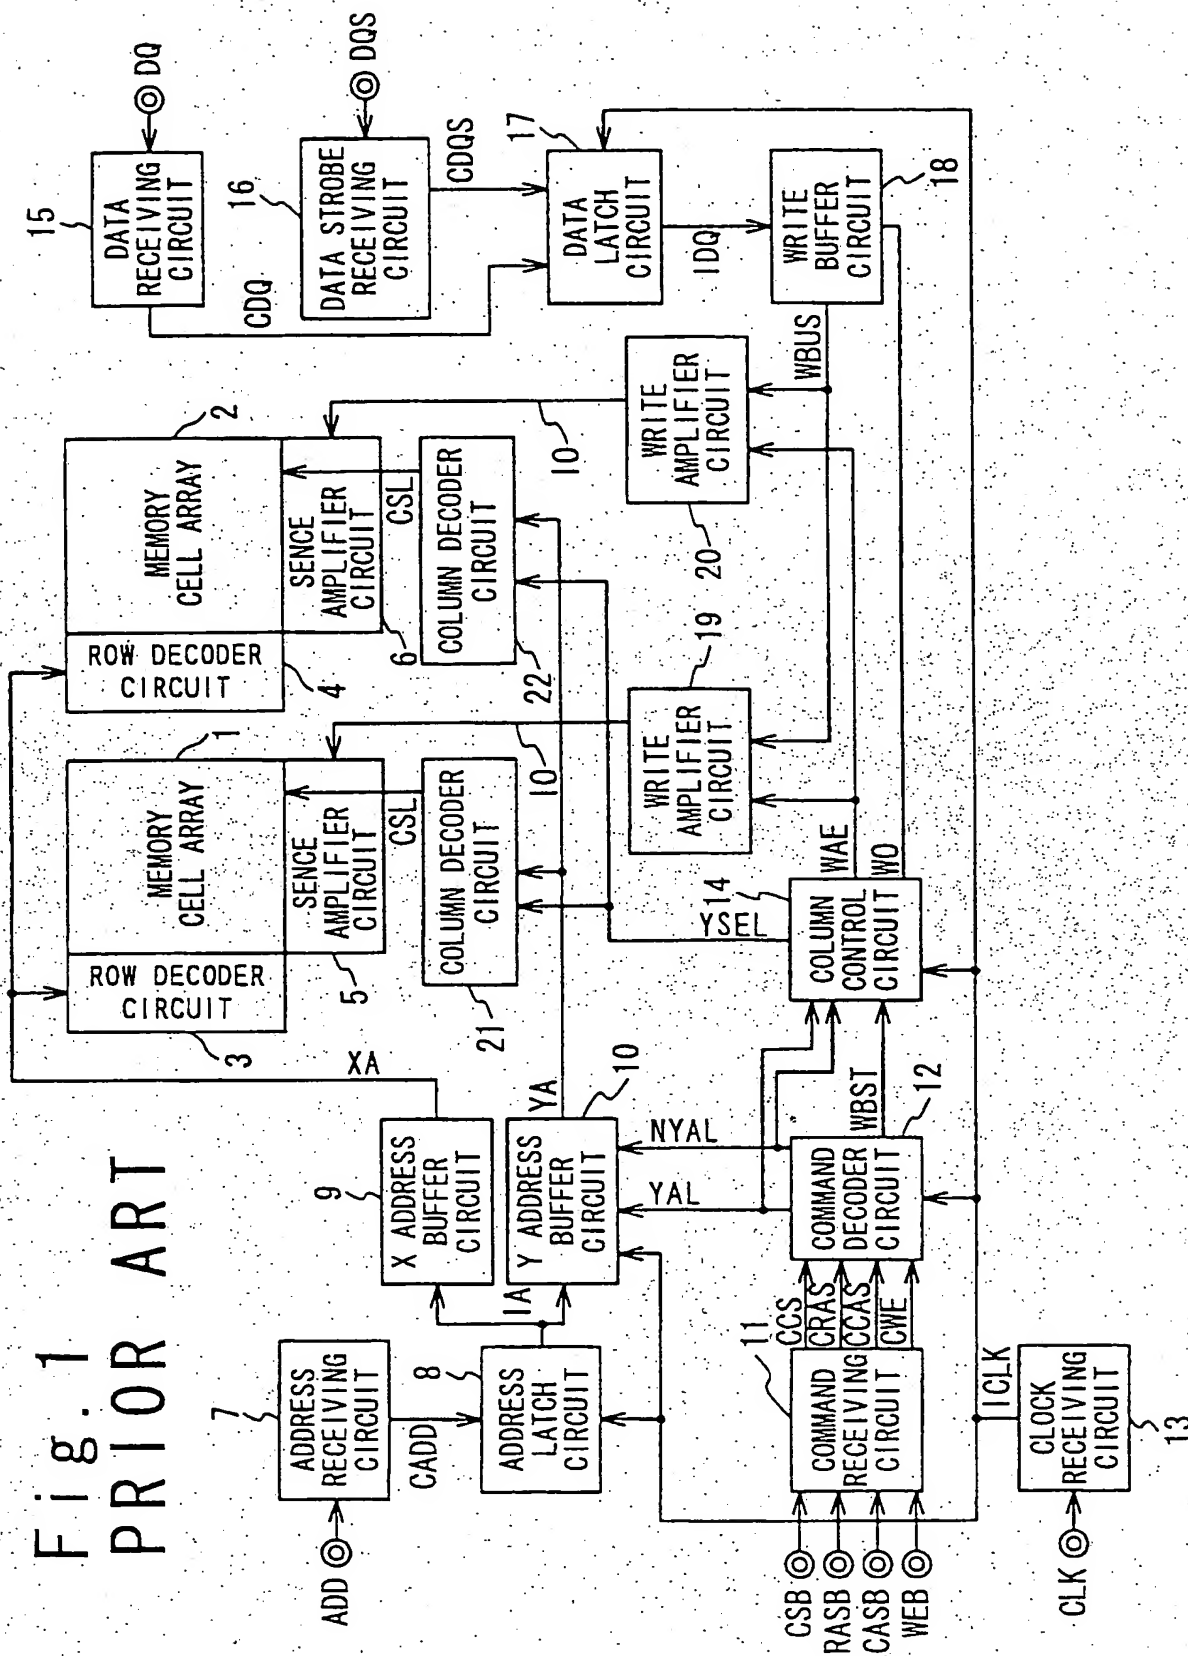 Fig. 1
PRIOR ART
ADD
7
ADDRESS
RECEIVING
CIRCUIT
CADD
8
ADDRESS
LATCH
CIRCUIT
IA
9
X ADDRESS
BUFFER
CIRCUIT
XA
Y ADDRESS
BUFFER
CIRCUIT
10
YA
NYAL
YAL
ROW DECODER
CIRCUIT
3
MEMORY
CELL ARRAY
1
SENCE
AMPLIFIER
CIRCUIT
5
CSL
COLUMN DECODER
CIRCUIT
21
ROW DECODER
CIRCUIT
4
MEMORY
CELL ARRAY
2
SENCE
AMPLIFIER
CIRCUIT
6
CSL
COLUMN DECODER
CIRCUIT
22
10
WRITE
AMPLIFIER
CIRCUIT
19
10
WRITE
AMPLIFIER
CIRCUIT
20
15
DATA
RECEIVING
CIRCUIT
DQ
CDQ
16
DATA STROBE
RECEIVING
CIRCUIT
DQS
CDQS
17
DATA
LATCH
CIRCUIT
IDQ
WRITE
BUFFER
CIRCUIT
18
WBUS
CSB
RASB
CASB
WEB
11
COMMAND
RECEIVING
CIRCUIT
CCS
CRAS
CCAS
CWE
COMMAND
DECODER
CIRCUIT
12
WBST
14
COLUMN
CONTROL
CIRCUIT
YSEL
WAE
WO
CLK
CLOCK
RECEIVING
CIRCUIT
13
ICLK